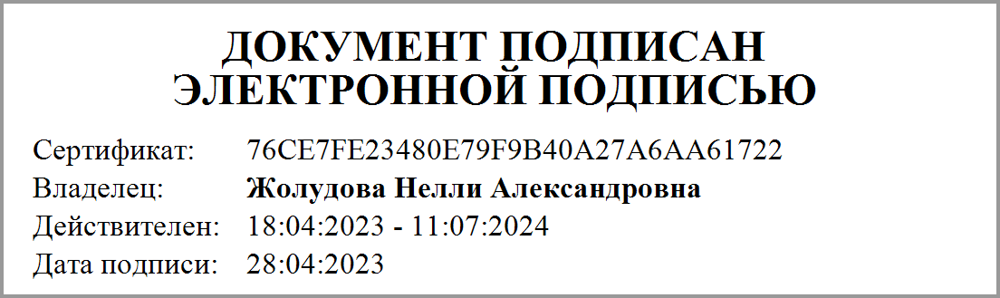 ДОКУМЕНТ ПОДПИСАН
ЭЛЕКТРОННОЙ ПОДПИСЬЮ
Сертификат: 76CE7FE23480E79F9B40A27A6AA61722
Владелец: Жолудова Нелли Александровна
Действителен: 18:04:2023 - 11:07:2024
Дата подписи: 28:04:2023